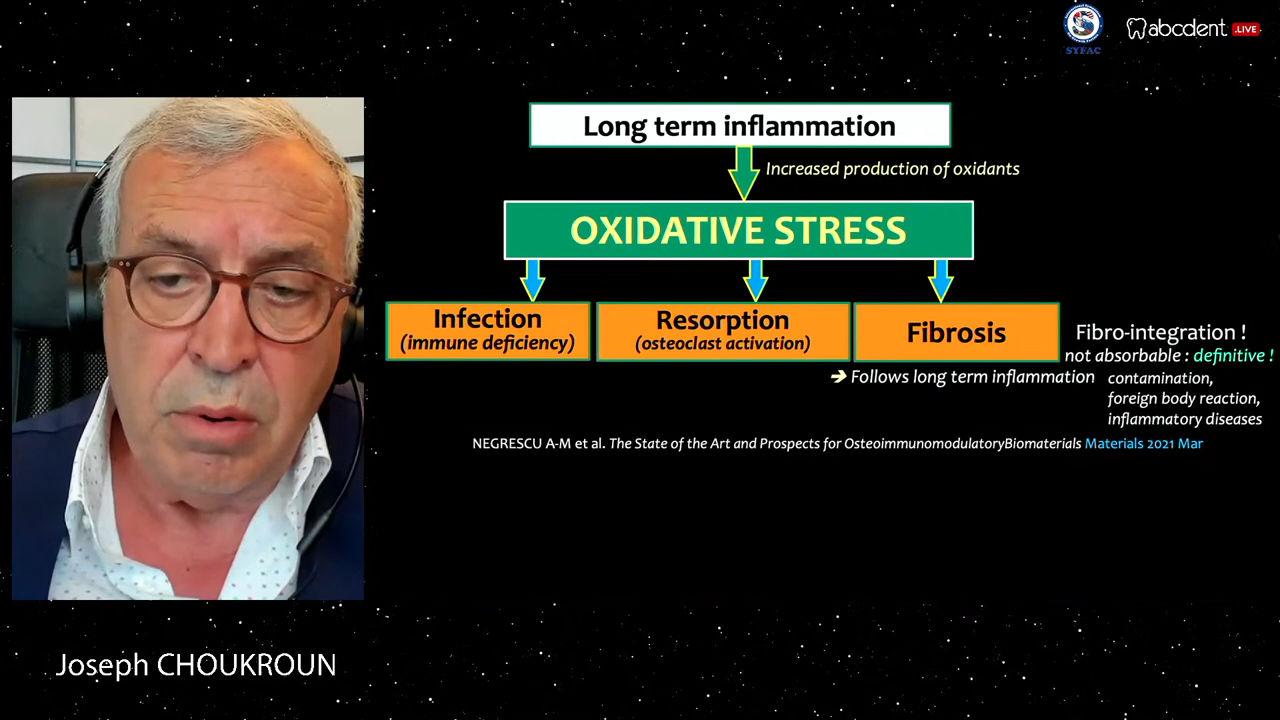 SYFAC
abcdent .LIVE
Long term inflammation
Increased production of oxidants
OXIDATIVE STRESS
Infection
(immune deficiency)
Resorption
(osteoclast activation)
Fibrosis
Fibro-integration !
not absorbable : definitive !
➔ Follows long term inflammation
contamination,
foreign body reaction,
inflammatory diseases
NEGRESCU A-M et al. The State of the Art and Prospects for OsteoimmunomodulatoryBiomaterials Materials 2021 Mar
Joseph CHOUKROUN